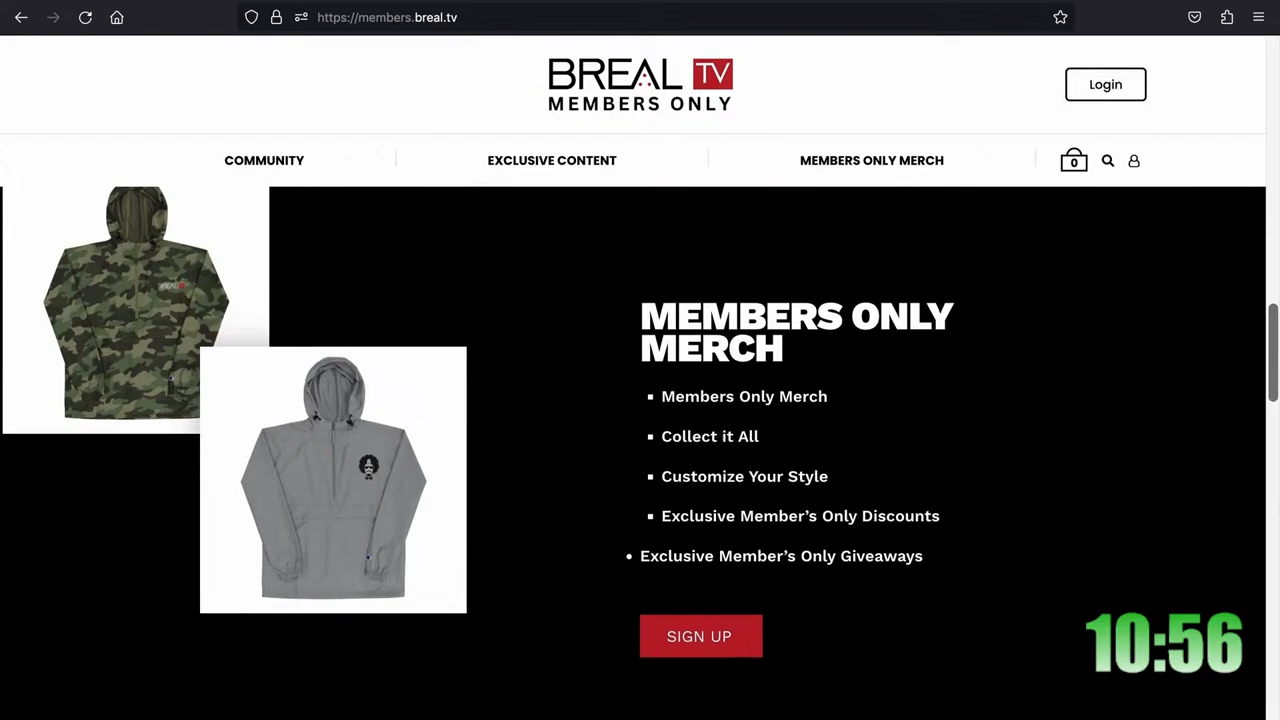 https://members.breal.tv
BREAL TV
MEMBERS ONLY
Login
COMMUNITY
EXCLUSIVE CONTENT
MEMBERS ONLY MERCH
0
BREAL TV
MEMBERS ONLY
MERCH
Members Only Merch
Collect it All
Customize Your Style
Exclusive Member’s Only Discounts
Exclusive Member’s Only Giveaways
SIGN UP
10:56